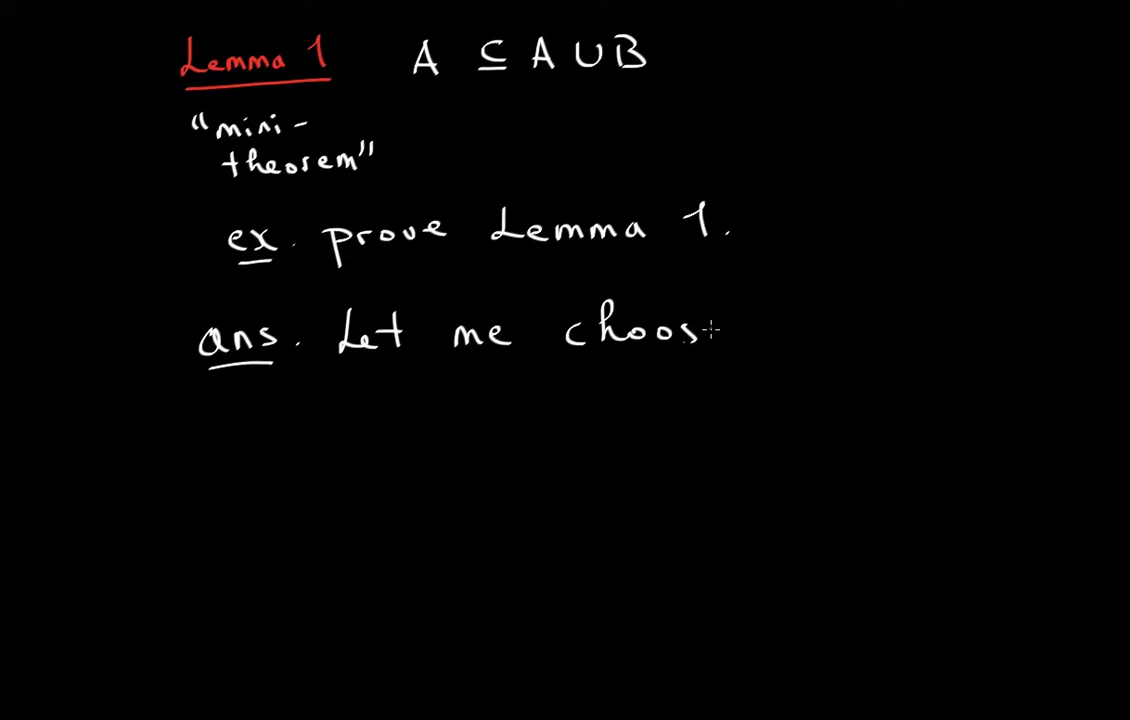 Lemma 1 A ⊆ A ∪ B
"mini-
theorem"
ex. prove Lemma 1.
ans. Let me choos